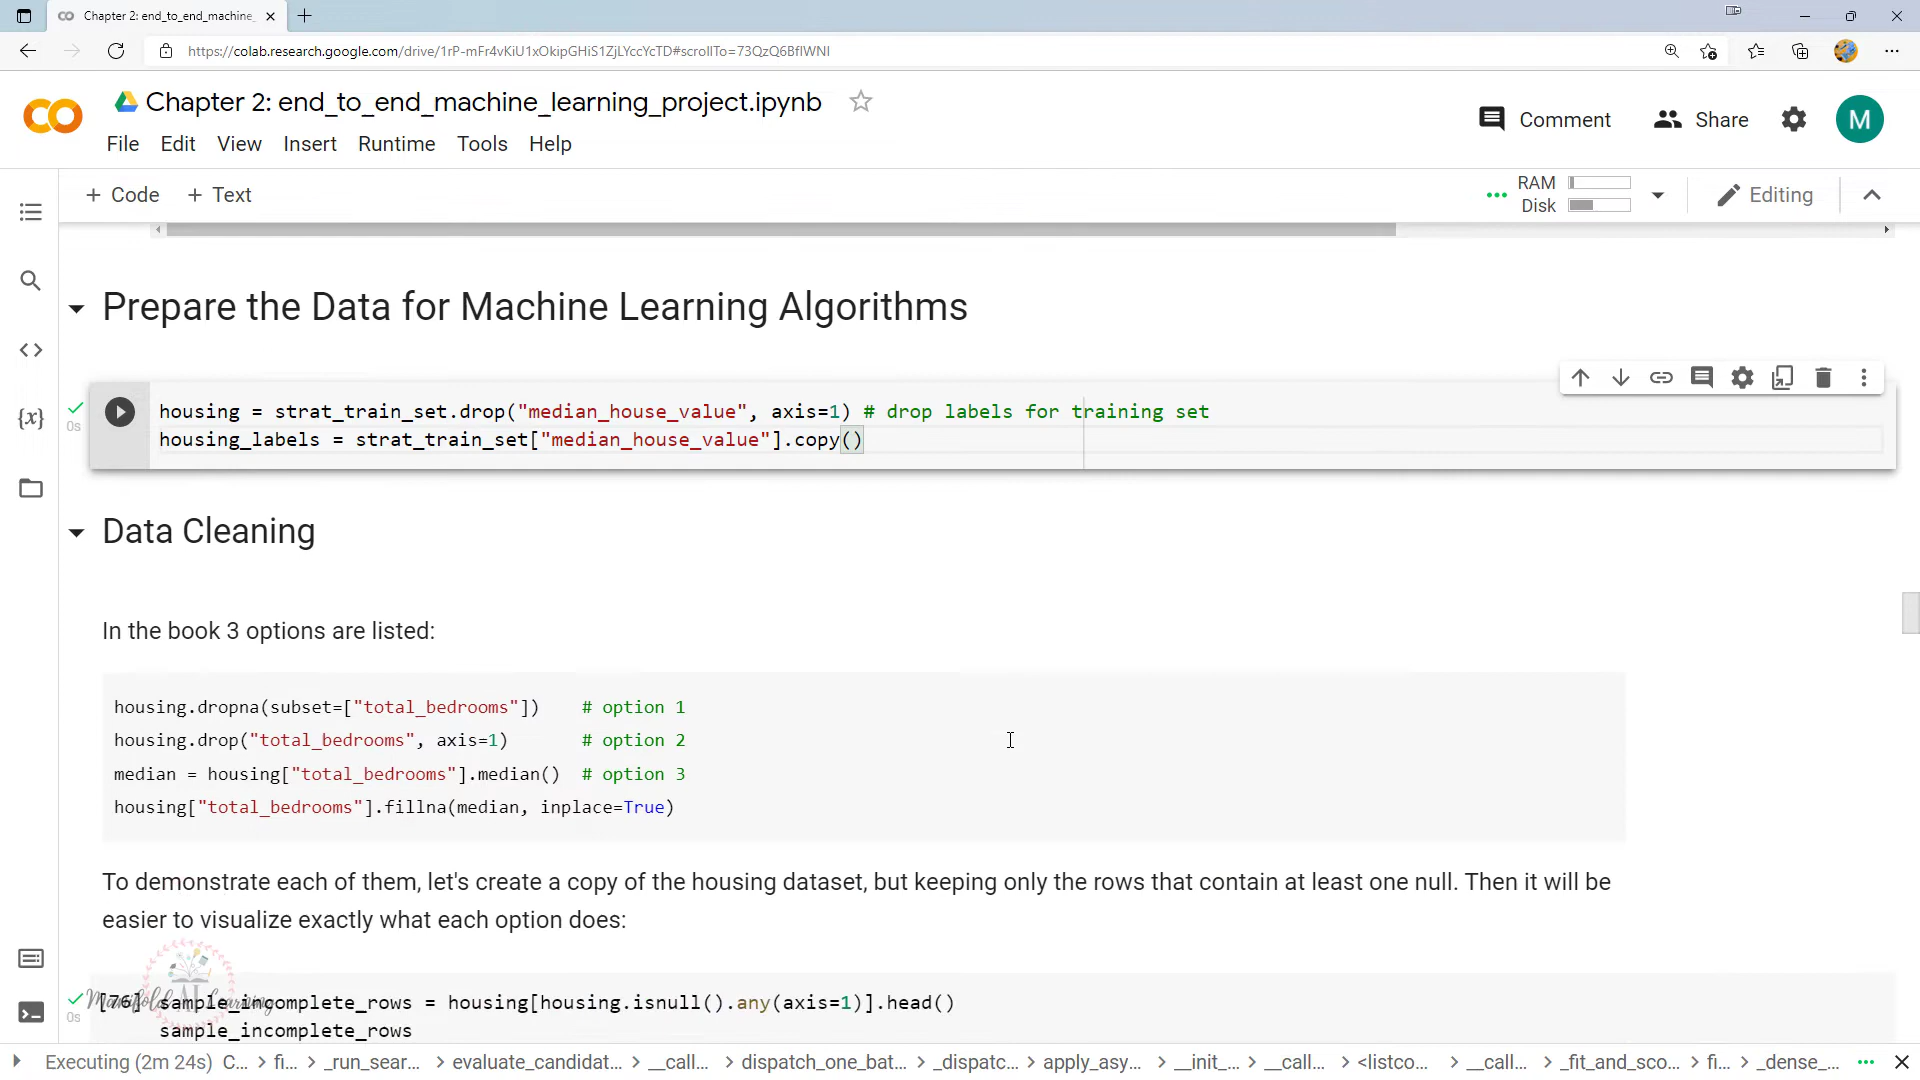 Chapter 2: end_to_end_machine_
https://colab.research.google.com/drive/1rP-mFr4vKiU1xOkipGHiS1ZjLYccYcTD#scrollTo=73QzQ6BfIWNI
Chapter 2: end_to_end_machine_learning_project.ipynb
Comment
Share
M
File Edit View Insert Runtime Tools Help
+ Code + Text
RAM
Disk
Editing
Prepare the Data for Machine Learning Algorithms
housing = strat_train_set.drop("median_house_value", axis=1) # drop labels for training set
0s
housing_labels = strat_train_set["median_house_value"].copy()
{x}
Data Cleaning
In the book 3 options are listed:
housing.dropna(subset=["total_bedrooms"]) # option 1
housing.drop("total_bedrooms", axis=1) # option 2
median = housing["total_bedrooms"].median() # option 3
housing["total_bedrooms"].fillna(median, inplace=True)
To demonstrate each of them, let's create a copy of the housing dataset, but keeping only the rows that contain at least one null. Then it will be
easier to visualize exactly what each option does:
Manifold AI Learning
[76] sample_incomplete_rows = housing[housing.isnull().any(axis=1)].head()
0s
sample_incomplete_rows
Executing (2m 24s) C... > fi... > _run_sear... > evaluate_candidat... > __call... > dispatch_one_bat... > _dispatc... > apply_asy... > __init_... > __call... > <listco... > __call... > _fit_and_sco... > fi... > _dense_... ...